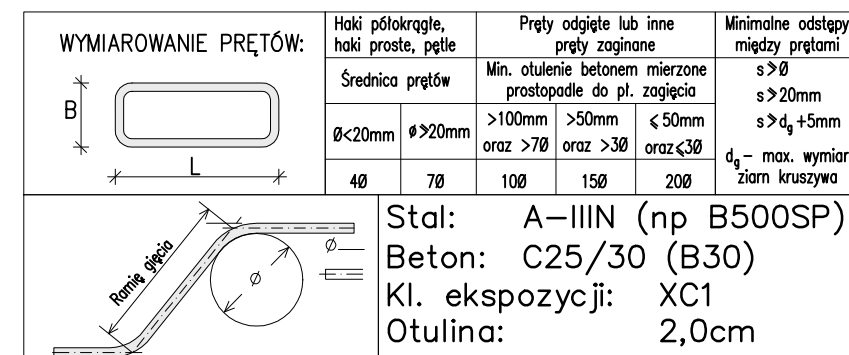 WYMIAROWANIE PRĘTÓW:
B
L
Haki półokrągłe,
haki proste, pętle
Pręty odgięte lub inne
pręty zaginane
Minimalne odstępy
między prętami
Średnica prętów
Min. otulenie betonem mierzone
prostopadle do pł. zagięcia
s⩾Ø
s⩾20mm
s⩾dg+5mm
dg– max. wymiar
ziarn kruszywa
Ø<20mm
ø⩾20mm
>100mm
oraz >7Ø
>50mm
oraz >3Ø
⩽50mm
oraz⩽3Ø
4Ø
7Ø
10Ø
15Ø
20Ø
Ramię gięcia
Ø
Ø
Stal: A–IIIN (np B500SP)
Beton: C25/30 (B30)
Kl. ekspozycji: XC1
Otulina: 2,0cm